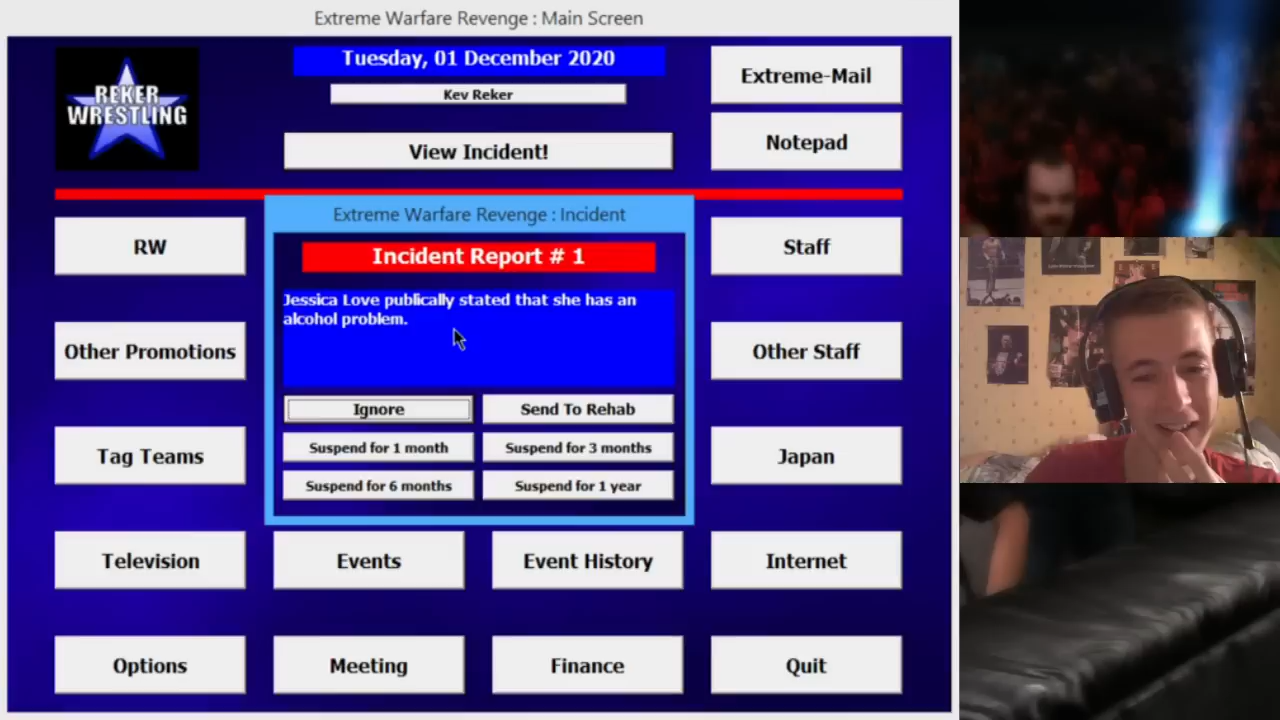 Extreme Warfare Revenge : Main Screen
REKER
WRESTLING
Tuesday, 01 December 2020
Kev Reker
View Incident!
Extreme-Mail
Notepad
Extreme Warfare Revenge : Incident
Incident Report # 1
Jessica Love publically stated that she has an
alcohol problem.
Ignore
Send To Rehab
Suspend for 1 month
Suspend for 3 months
Suspend for 6 months
Suspend for 1 year
RW
Staff
Other Promotions
Other Staff
Tag Teams
Japan
Television
Events
Event History
Internet
Options
Meeting
Finance
Quit